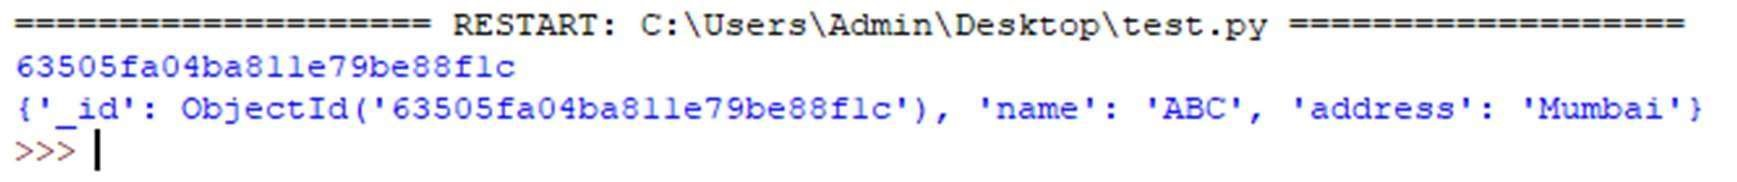 ==================== RESTART: C:\Users\Admin\Desktop\test.py ===================
63505fa04ba811e79be88f1c
{'_id': ObjectId('63505fa04ba811e79be88f1c'), 'name': 'ABC', 'address': 'Mumbai'}
>>>